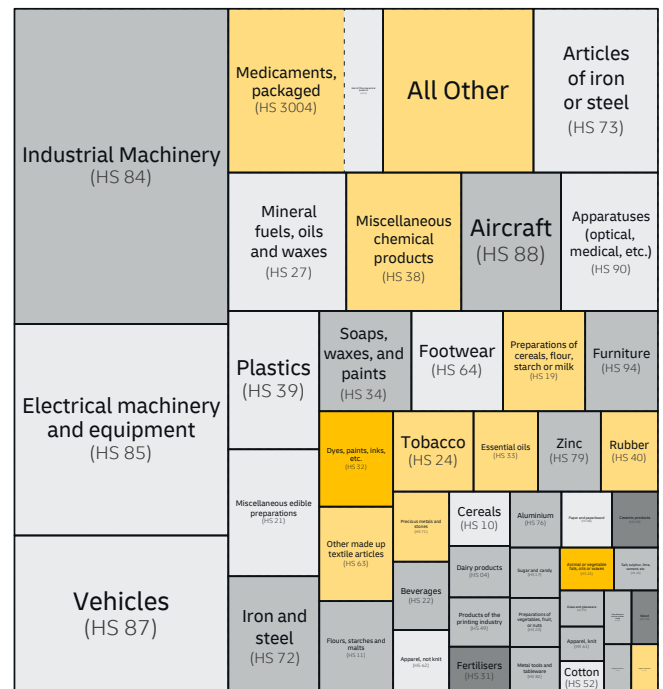 Industrial Machinery
(HS 84)
Medicaments,
packaged
(HS 3004)
All Other
Articles
of iron
or steel
(HS 73)
Mineral
fuels, oils
and waxes
(HS 27)
Miscellaneous
chemical
products
(HS 38)
Aircraft
(HS 88)
Apparatuses
(optical,
medical, etc.)
(HS 90)
Electrical machinery
and equipment
(HS 85)
Plastics
(HS 39)
Soaps,
waxes, and
paints
(HS 34)
Footwear
(HS 64)
Preparations of
cereals, flour,
starch or milk
(HS 19)
Furniture
(HS 94)
Dyes, paints, inks,
etc.
(HS 32)
Tobacco
(HS 24)
Essential oils
(HS 33)
Zinc
(HS 79)
Rubber
(HS 40)
Miscellaneous edible
preparations
(HS 21)
Other made up
textile articles
(HS 63)
Precious metals and
stones
Cereals
(HS 10)
Aluminium
(HS 76)
Paper and paperboard
Ceramic products
Vehicles
(HS 87)
Iron and
steel
(HS 72)
Flours, starches and
malts
(HS 11)
Beverages
(HS 22)
Apparel, not knit
(HS 62)
Dairy products
(HS 04)
Products of the
printing industry
(HS 49)
Fertilisers
(HS 31)
Sugar and candy
Preparations of
vegetables, fruit,
or nuts
Metal tools and
tableware
Animal or vegetable
fats, oils or waxes
Glass and glassware
Apparel, knit
(HS 61)
Cotton
(HS 52)